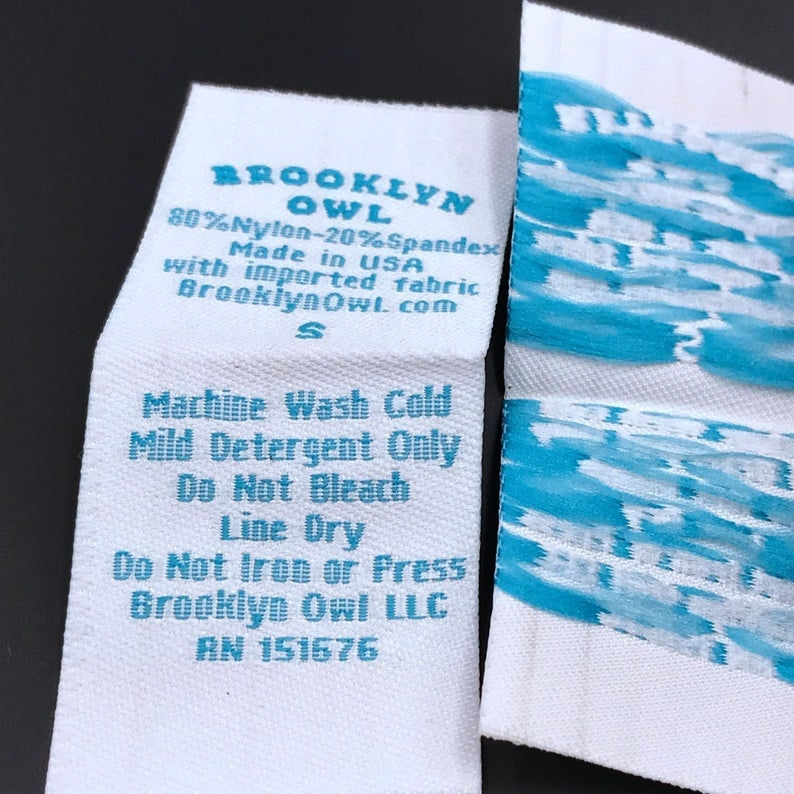 BROOKLYN
OWL
80%Nylon-20%Spandex
Made in USA
with imported fabric
BrooklynOwl.com
S
Machine Wash Cold
Mild Detergent Only
Do Not Bleach
Line Dry
Do Not Iron or Press
Brooklyn Owl LLC
RN 151676